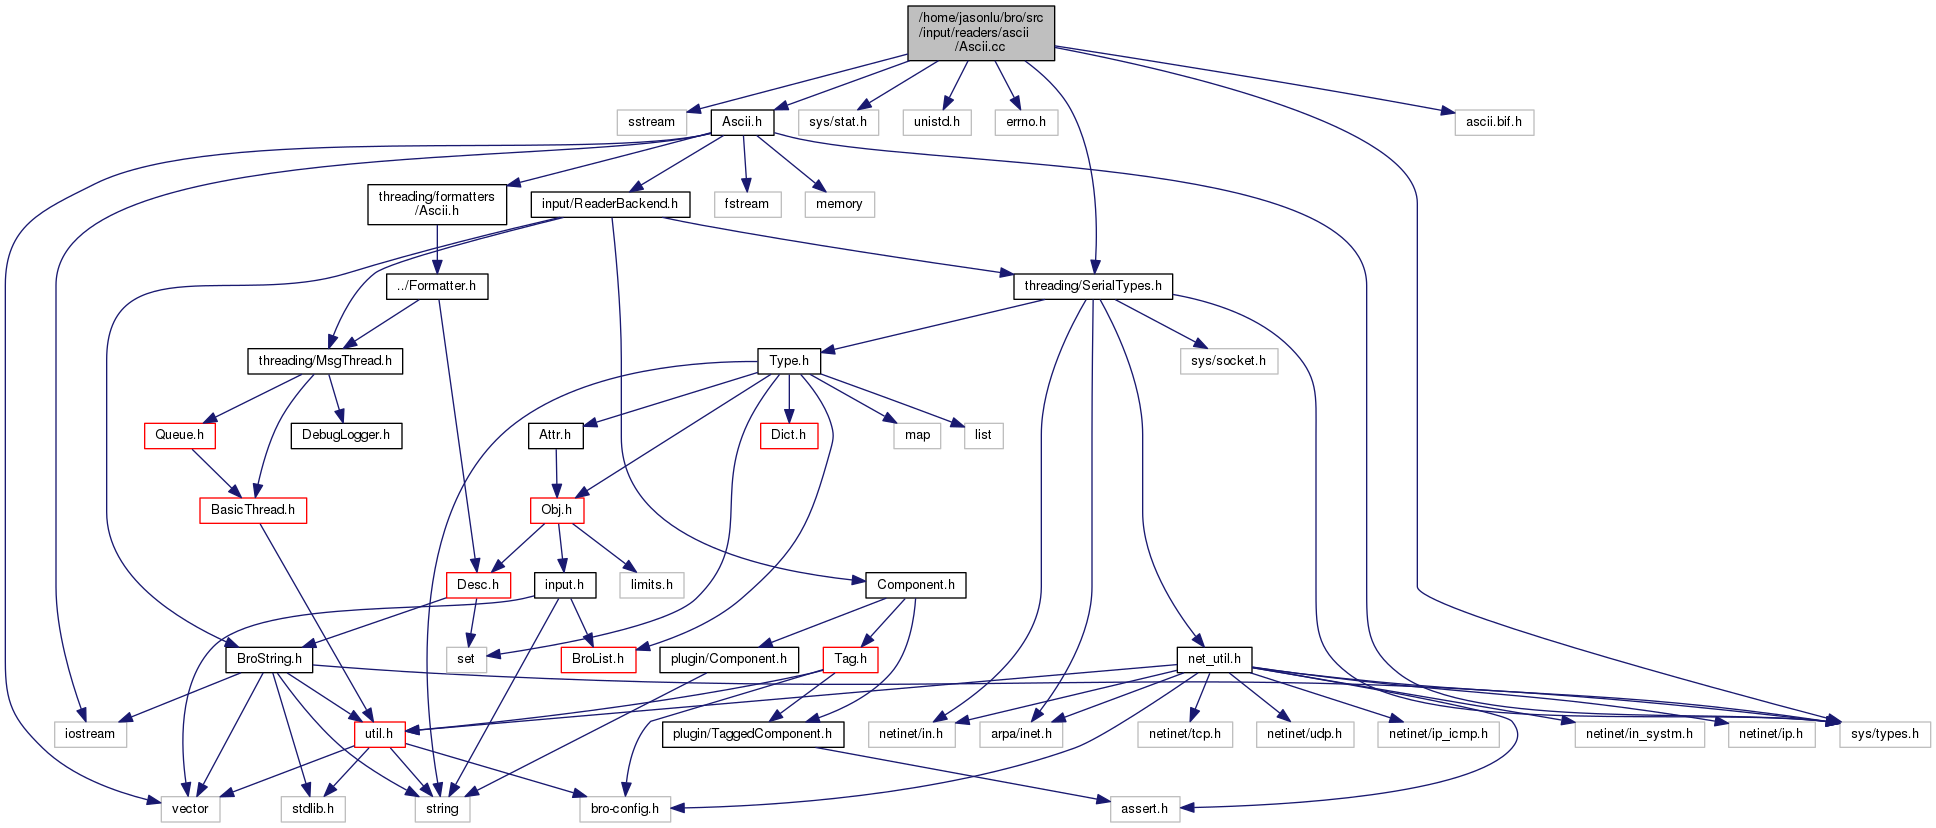 /home/jasonlu/bro/src
/input/readers/ascii
/Ascii.cc
sstream
Ascii.h
sys/stat.h
unistd.h
errno.h
ascii.bif.h
threading/formatters
/Ascii.h
input/ReaderBackend.h
fstream
memory
../Formatter.h
threading/SerialTypes.h
threading/MsgThread.h
Type.h
sys/socket.h
Queue.h
DebugLogger.h
Attr.h
Dict.h
map
list
BasicThread.h
Obj.h
Desc.h
input.h
limits.h
Component.h
BroString.h
set
BroList.h
plugin/Component.h
Tag.h
net_util.h
iostream
util.h
plugin/TaggedComponent.h
netinet/in.h
arpa/inet.h
netinet/tcp.h
netinet/udp.h
netinet/ip_icmp.h
netinet/in_systm.h
netinet/ip.h
sys/types.h
vector
stdlib.h
string
bro-config.h
assert.h